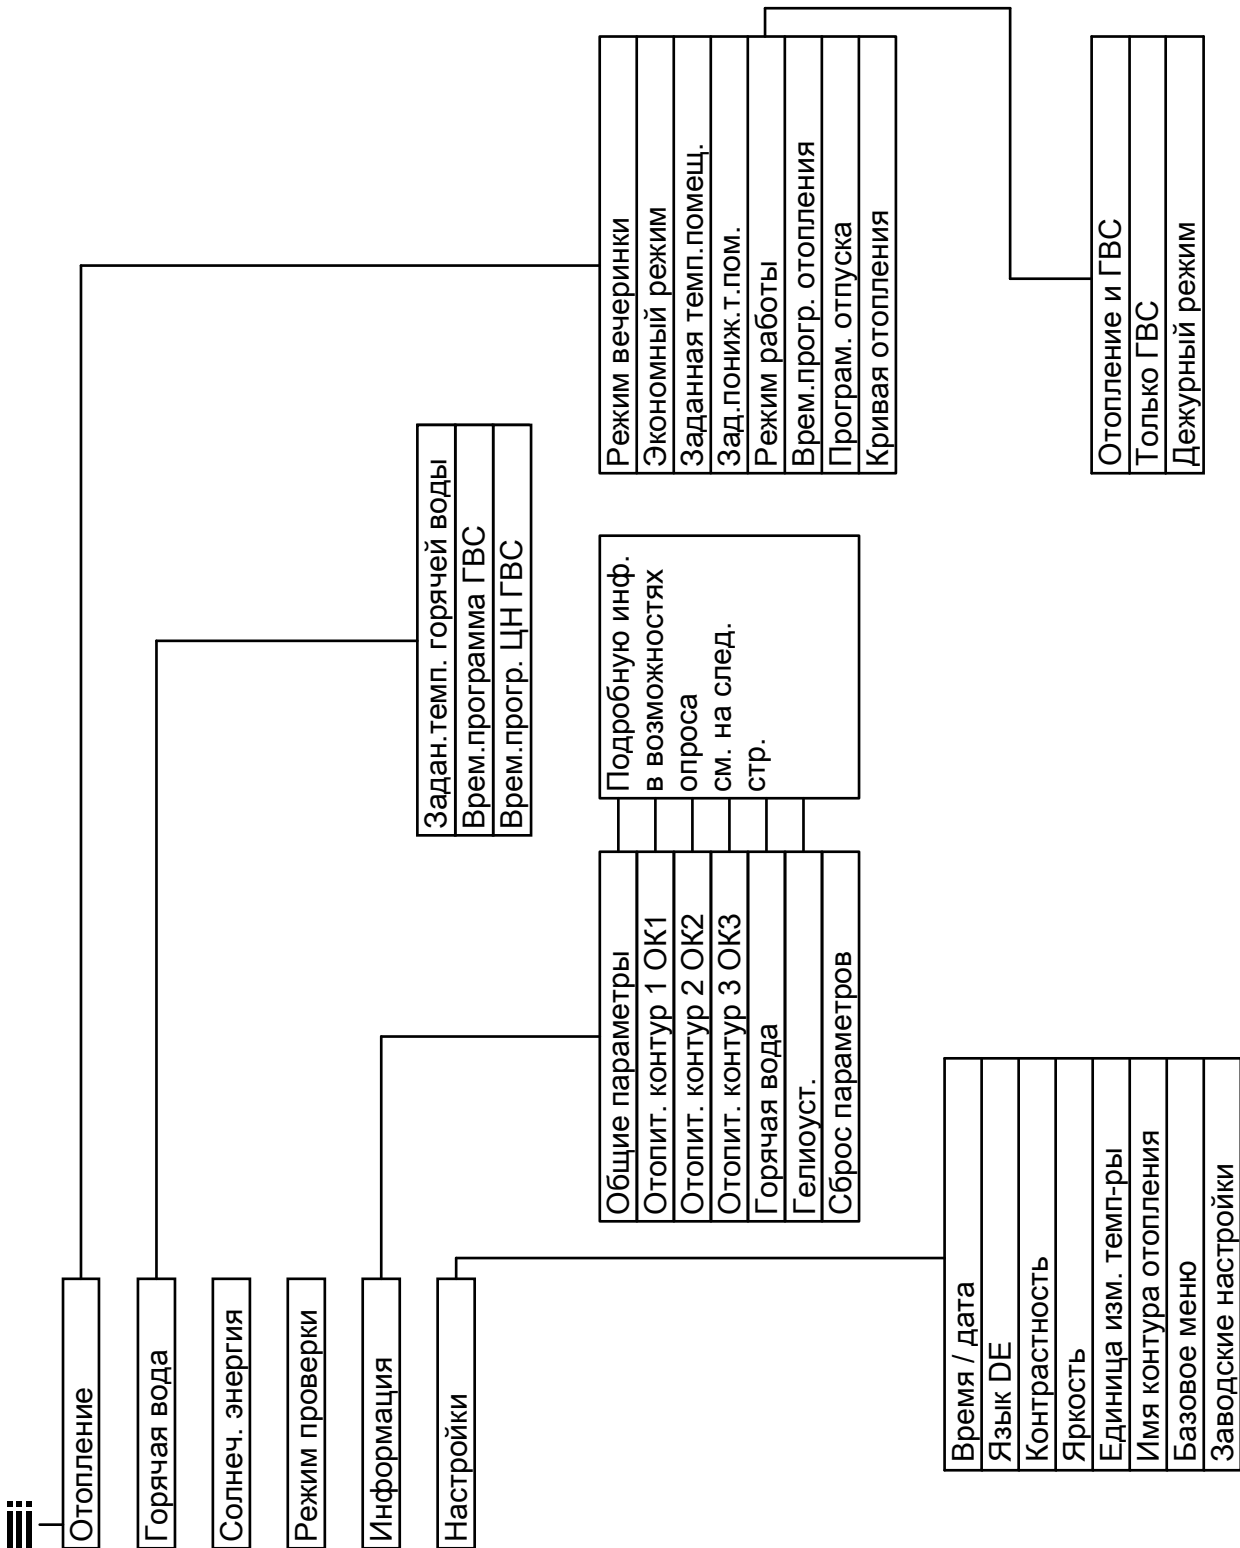 Отопление
Горячая вода
Солнеч. энергия
Режим проверки
Информация
Настройки
Режим вечеринки
Экономный режим
Заданная темп.помещ.
Зад.пониж.т.пом.
Режим работы
Врем.прогр. отопления
Програм. отпуска
Кривая отопления
Отопление и ГВС
Только ГВС
Дежурный режим
Задан.темп. горячей воды
Врем.программа ГВС
Врем.прогр. ЦН ГВС
Общие параметры
Отопит. контур 1 ОК1
Отопит. контур 2 ОК2
Отопит. контур 3 ОК3
Горячая вода
Гелиоуст.
Сброс параметров
Подробную инф.
в возможностях
опроса
см. на след.
стр.
Время / дата
Язык DE
Контрастность
Яркость
Единица изм. темп-ры
Имя контура отопления
Базовое меню
Заводские настройки